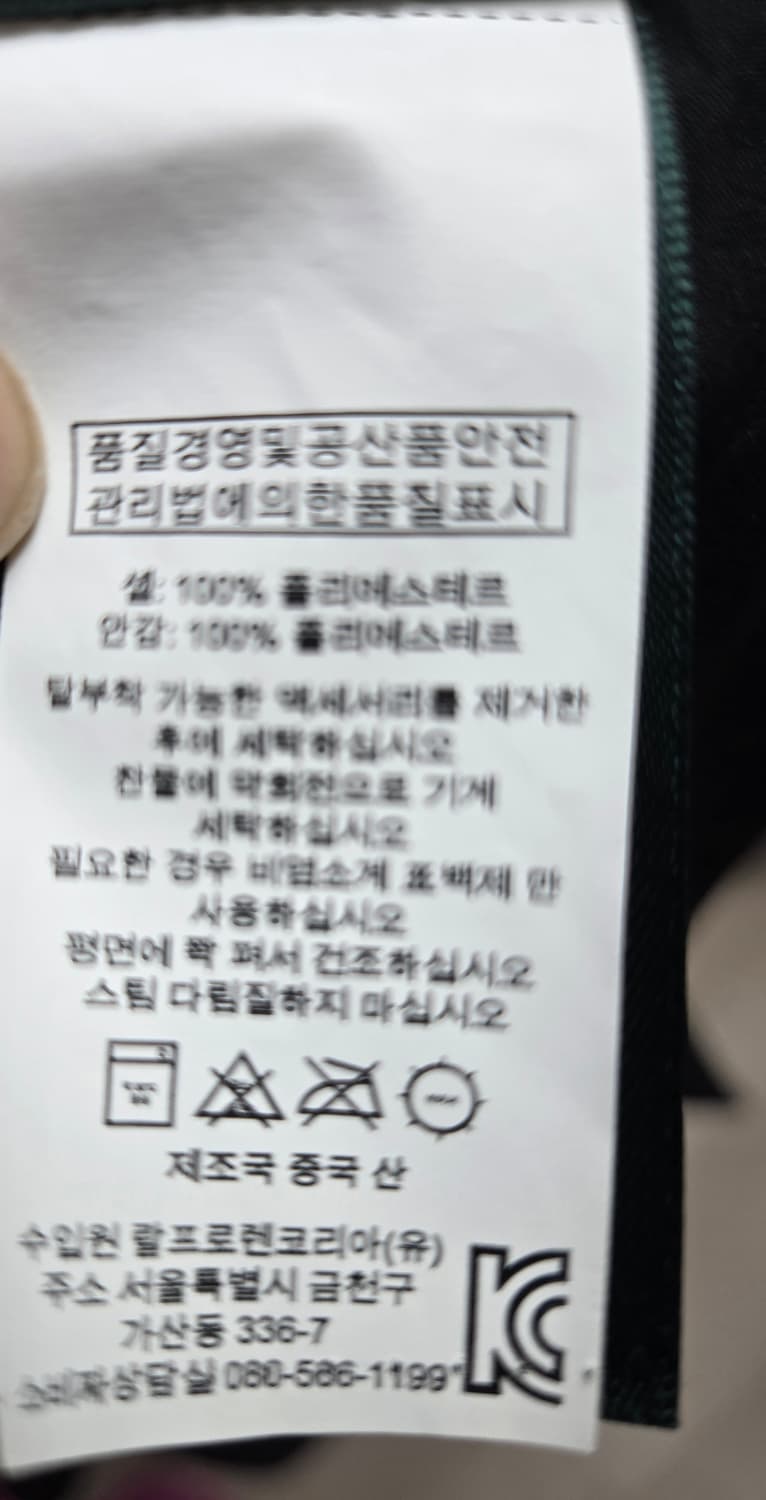 품질경영및공산품안전
관리법에의한품질표시
셸: 100% 폴리에스테르
안감: 100% 폴리에스테르
탈부착 가능한 액세서리를 제거한
후에 세탁하십시오
찬물에 약회전으로 기계
세탁하십시오
필요한 경우 비염소계 표백제 만
사용하십시오
평면에 쫙 펴서 건조하십시오
스팀 다림질하지 마십시오
제조국 중국 산
수입원 랄프로렌코리아(유)
주소 서울특별시 금천구
가산동 336-7
소비자상담실 080-586-1199